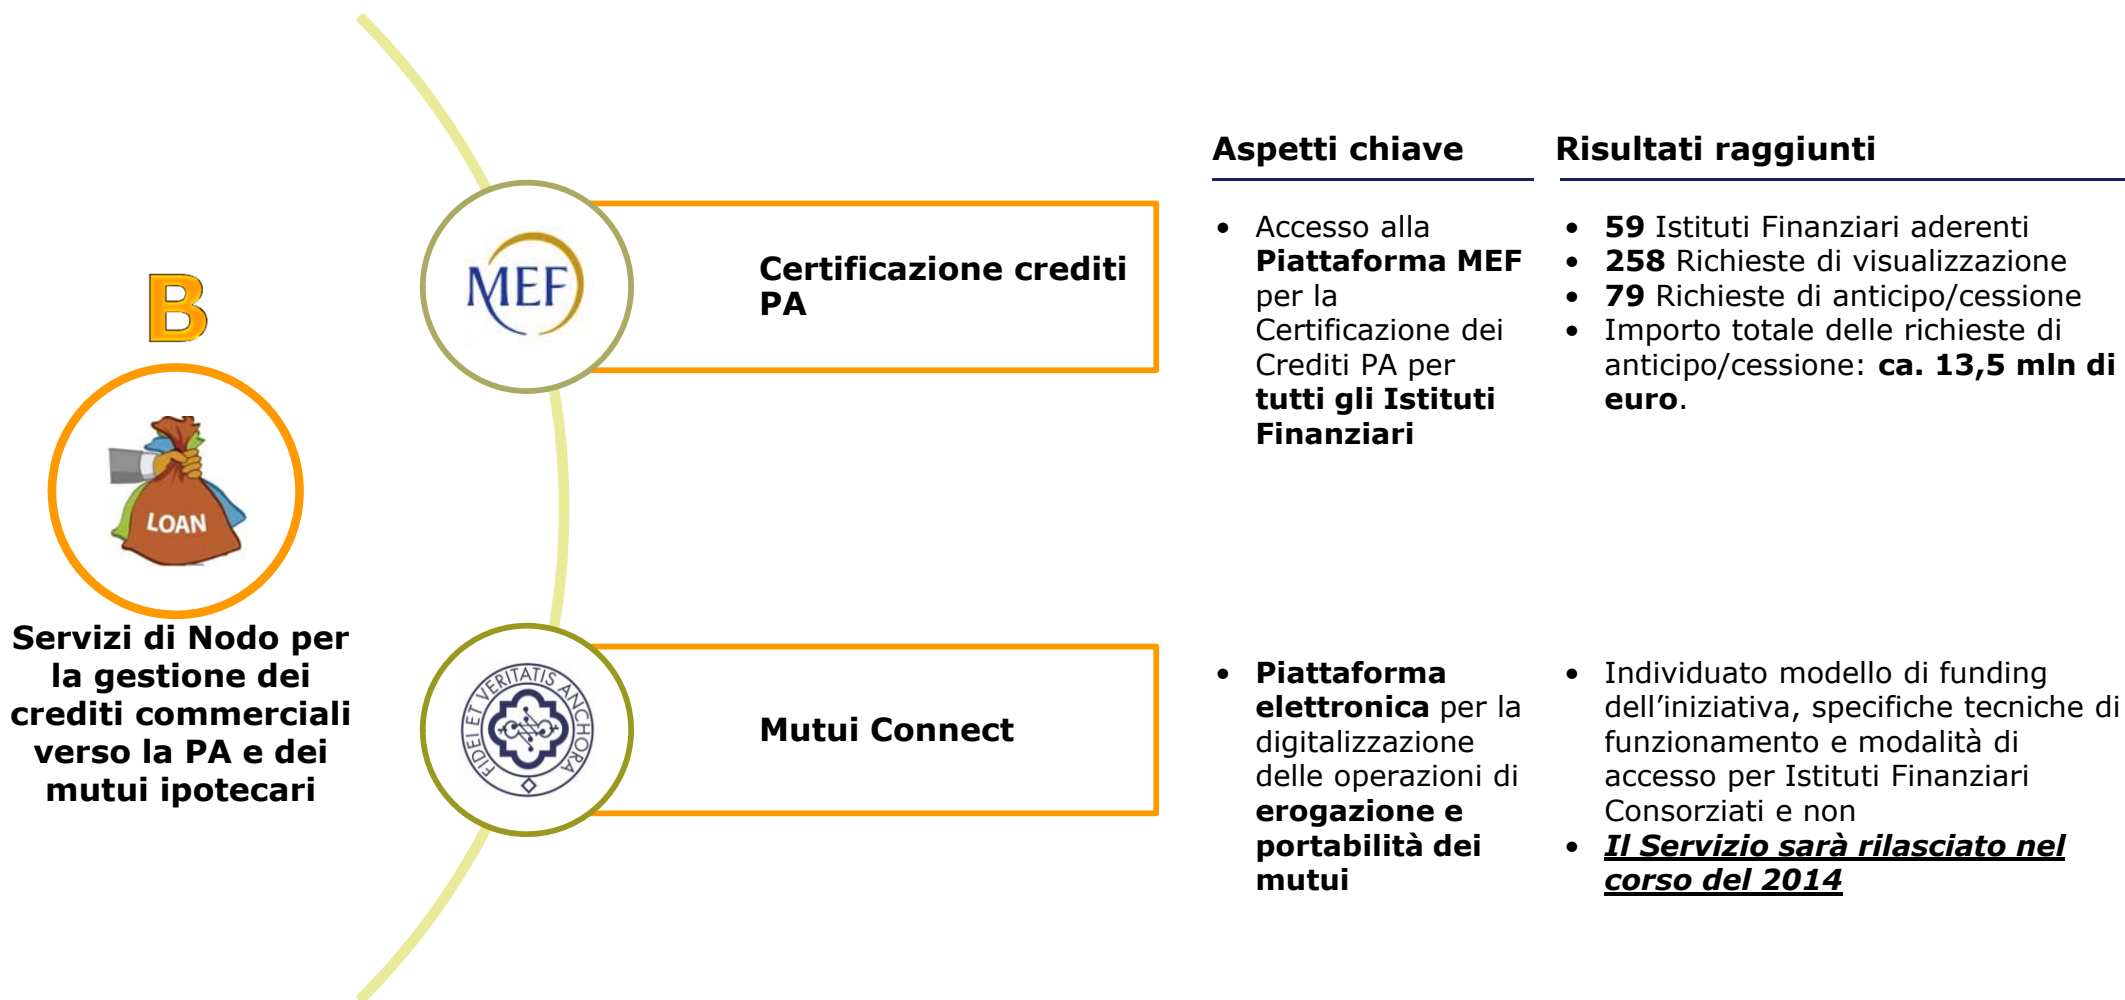 B
LOAN
Servizi di Nodo per
la gestione dei
crediti commerciali
verso la PA e dei
mutui ipotecari
MEF
Certificazione crediti
PA
FIDEI ET VERITATIS ANCHORA
Mutui Connect
Aspetti chiave
• Accesso alla
Piattaforma MEF
per la
Certificazione dei
Crediti PA per
tutti gli Istituti
Finanziari
• Piattaforma
elettronica per la
digitalizzazione
delle operazioni di
erogazione e
portabilità dei
mutui
Risultati raggiunti
• 59 Istituti Finanziari aderenti
• 258 Richieste di visualizzazione
• 79 Richieste di anticipo/cessione
• Importo totale delle richieste di
anticipo/cessione: ca. 13,5 mln di
euro.
• Individuato modello di funding
dell’iniziativa, specifiche tecniche di
funzionamento e modalità di
accesso per Istituti Finanziari
Consorziati e non
• Il Servizio sarà rilasciato nel
corso del 2014